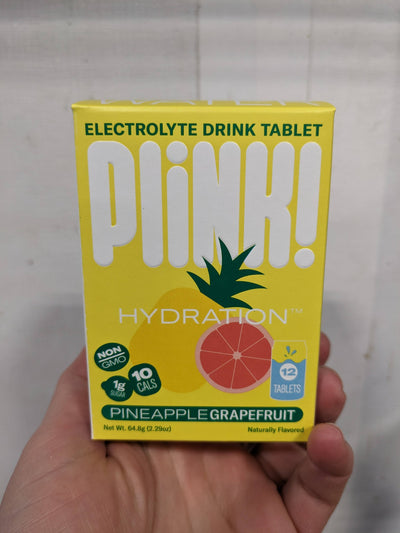 WATER
ELECTROLYTE DRINK TABLET
PLiNK!
HYDRATION™
NON
GMO
1g
SUGAR
10
CALS
12
TABLETS
PINEAPPLE GRAPEFRUIT
Net Wt. 64.8g (2.29oz)
Naturally Flavored